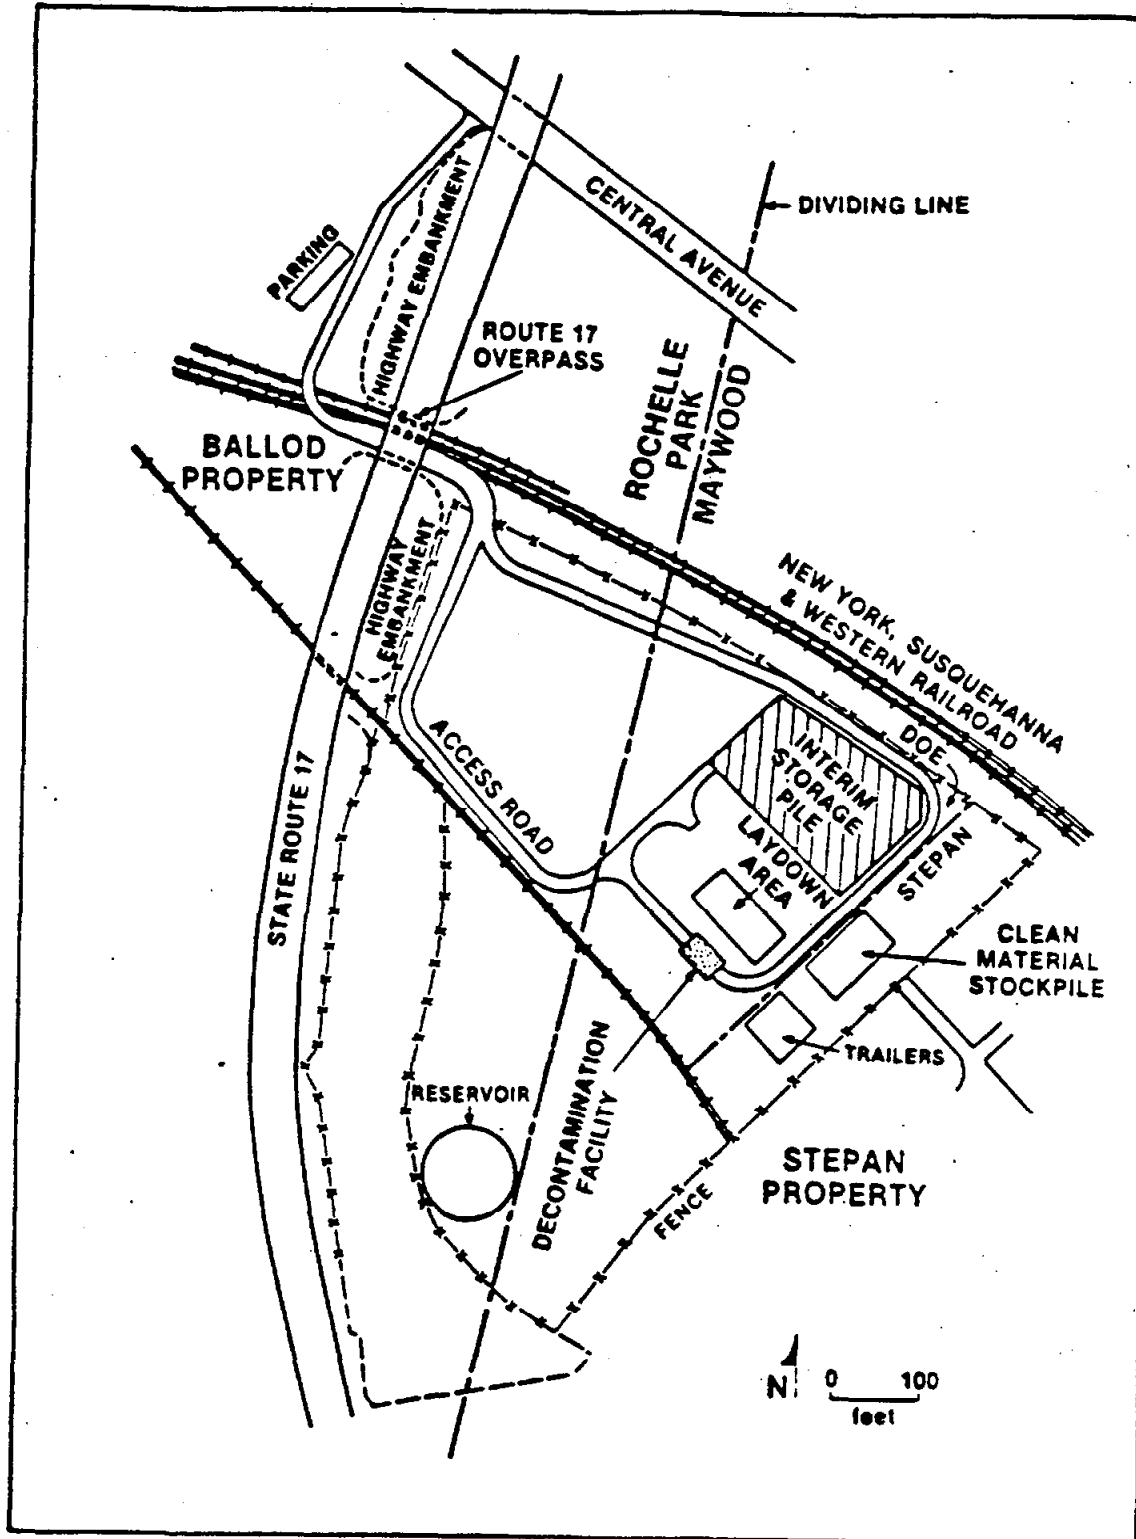 CENTRAL AVENUE
DIVIDING LINE
HIGHWAY EMBANKMENT
PARKING
ROUTE 17
OVERPASS
ROCHELLE
PARK
MAYWOOD
BALLOD
PROPERTY
HIGHWAY
EMBANKMENT
NEW YORK, SUSQUEHANNA
& WESTERN RAILROAD
DOE
INTERIM
STORAGE
PILE
ACCESS ROAD
STATE ROUTE 17
LAYDOWN
AREA
STEPAN
CLEAN
MATERIAL
STOCKPILE
TRAILERS
RESERVOIR
DECONTAMINATION
FACILITY
STEPAN
PROPERTY
FENCE
N
0 100
feet